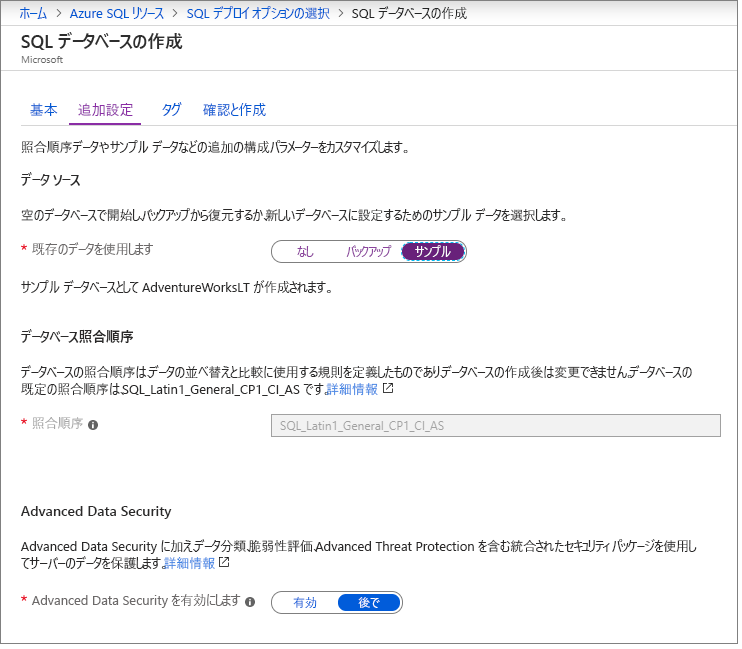 ホーム > Azure SQL リソース > SQL デプロイ オプションの選択 > SQL データベースの作成
SQL データベースの作成
Microsoft
基本 追加設定 タグ 確認と作成
照合順序データやサンプル データなどの追加の構成パラメーターをカスタマイズします。
データ ソース
空のデータベースで開始し、バックアップから復元するか、新しいデータベースに設定するためのサンプル データを選択します。
* 既存のデータを使用します なし バックアップ サンプル
サンプル データベースとして AdventureWorksLT が作成されます。
データベース照合順序
データベースの照合順序はデータの並べ替えと比較に使用する規則を定義したものであり、データベースの作成後は変更できません。データベースの
既定の照合順序は、SQL_Latin1_General_CP1_CI_AS です。詳細情報
* 照合順序 SQL_Latin1_General_CP1_CI_AS
Advanced Data Security
Advanced Data Security に加え、データ分類、脆弱性評価、Advanced Threat Protection を含む統合されたセキュリティ パッケージを使用し
てサーバーのデータを保護します。詳細情報
* Advanced Data Security を有効にします 有効 後で